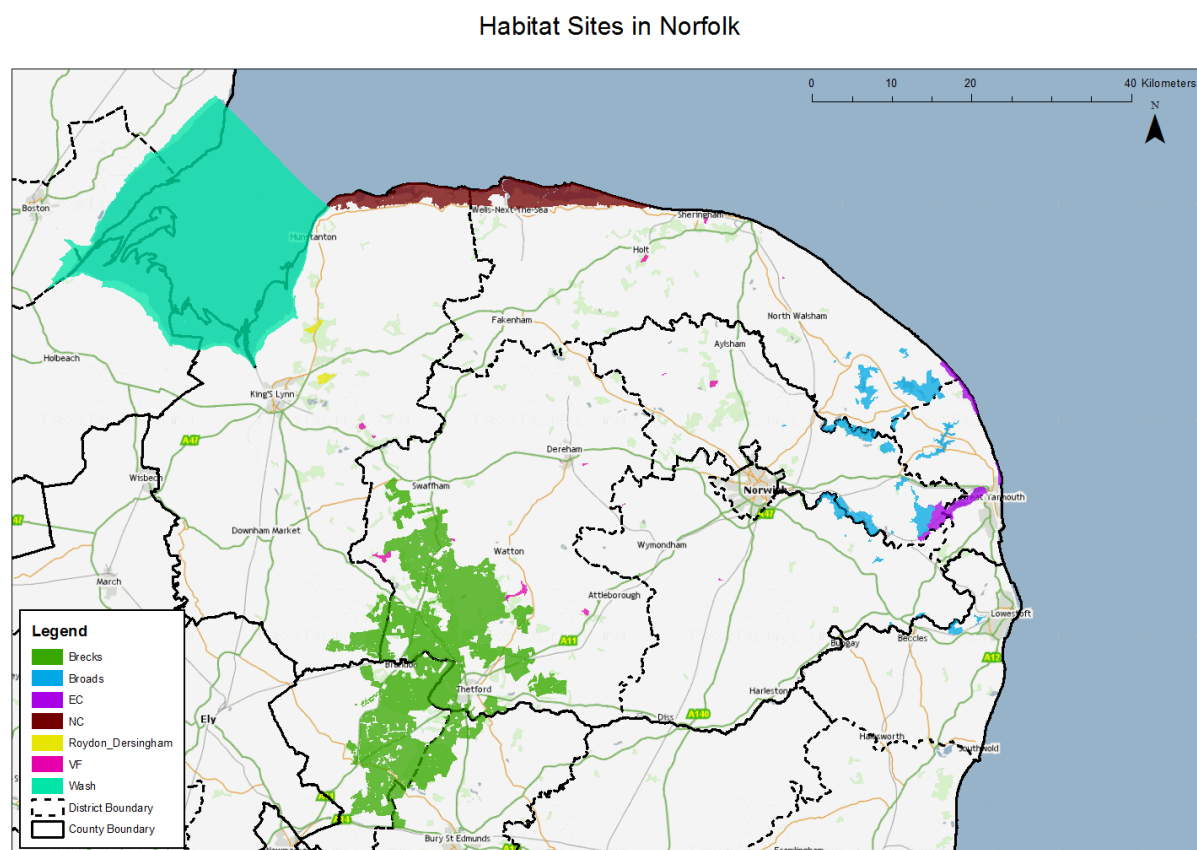 Habitat Sites in Norfolk
0 10 20 40 Kilometers
N
Boston
Wells-Next-The-Sea
Sheringham
Hunstanton
Holt
North Walsham
Fakenham
Aylsham
Holbeach
King'S Lynn
A47
Dereham
Wisbech
Swaffham
Norwich
Great Yarmouth
47
A47
Downham Market
Wymondham
Watton
March
Attleborough
Lowestoft
A11
Beccles
Bungay
A12
Brandon
Thetford
Harleston
Ely
Diss
A140
Halesworth
Southwold
Bury St Edmunds
Framlingham
Legend
Brecks
Broads
EC
NC
Roydon_Dersingham
VF
Wash
District Boundary
County Boundary